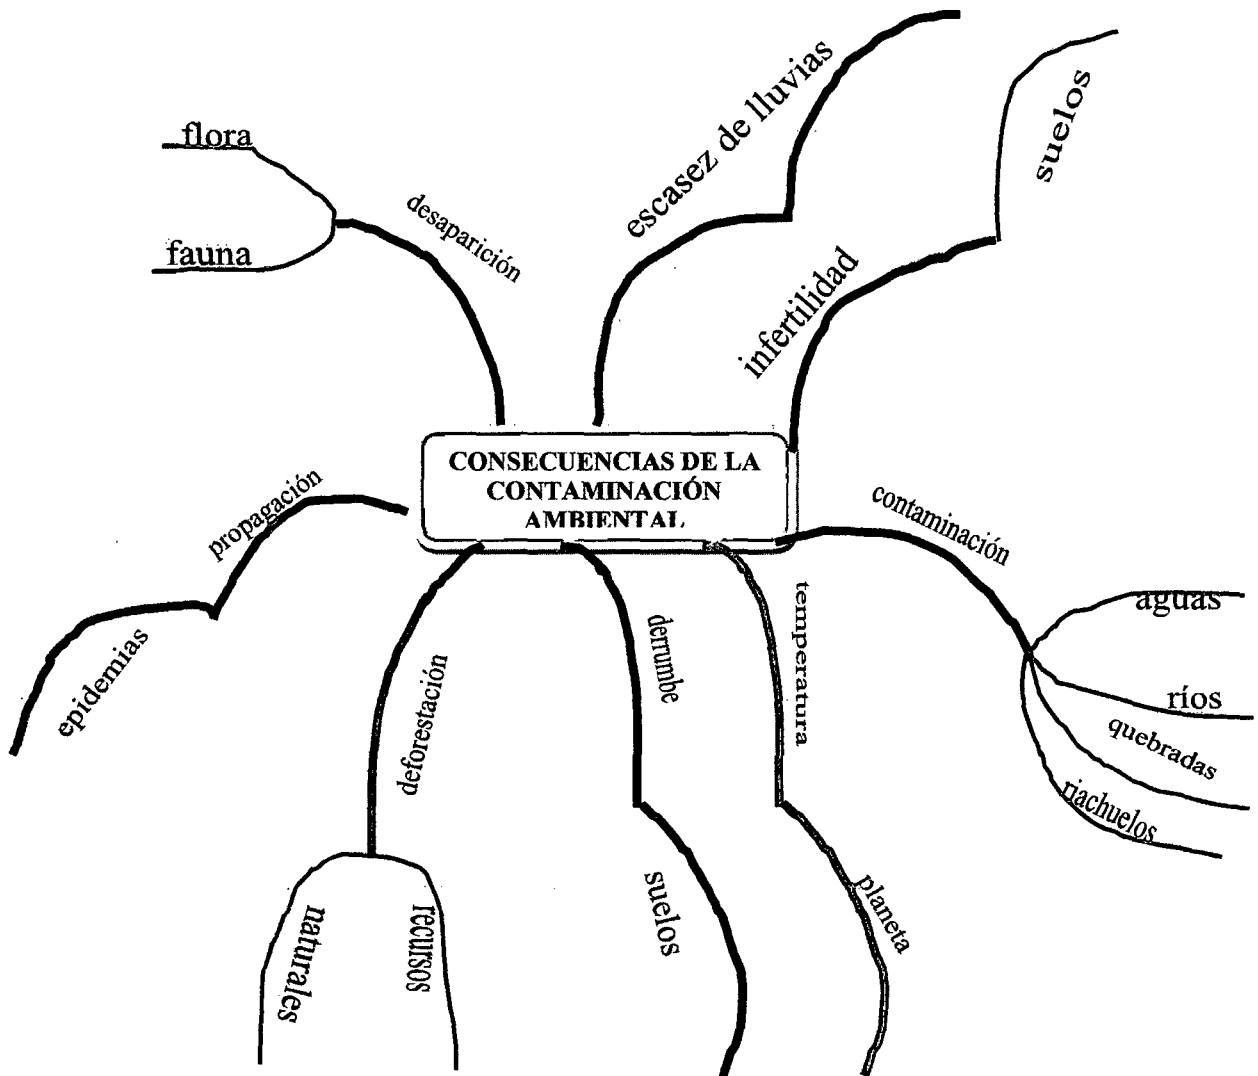 escasez de lluvias
suelos
flora
desaparición
fauna
infertilidad
CONSECUENCIAS DE LA
CONTAMINACIÓN
AMBIENTAL
propagación
contaminación
epidemias
deforestación
derrumbe
temperatura
aguas
ríos
quebradas
riachuelos
naturales
recursos
suelos
planeta